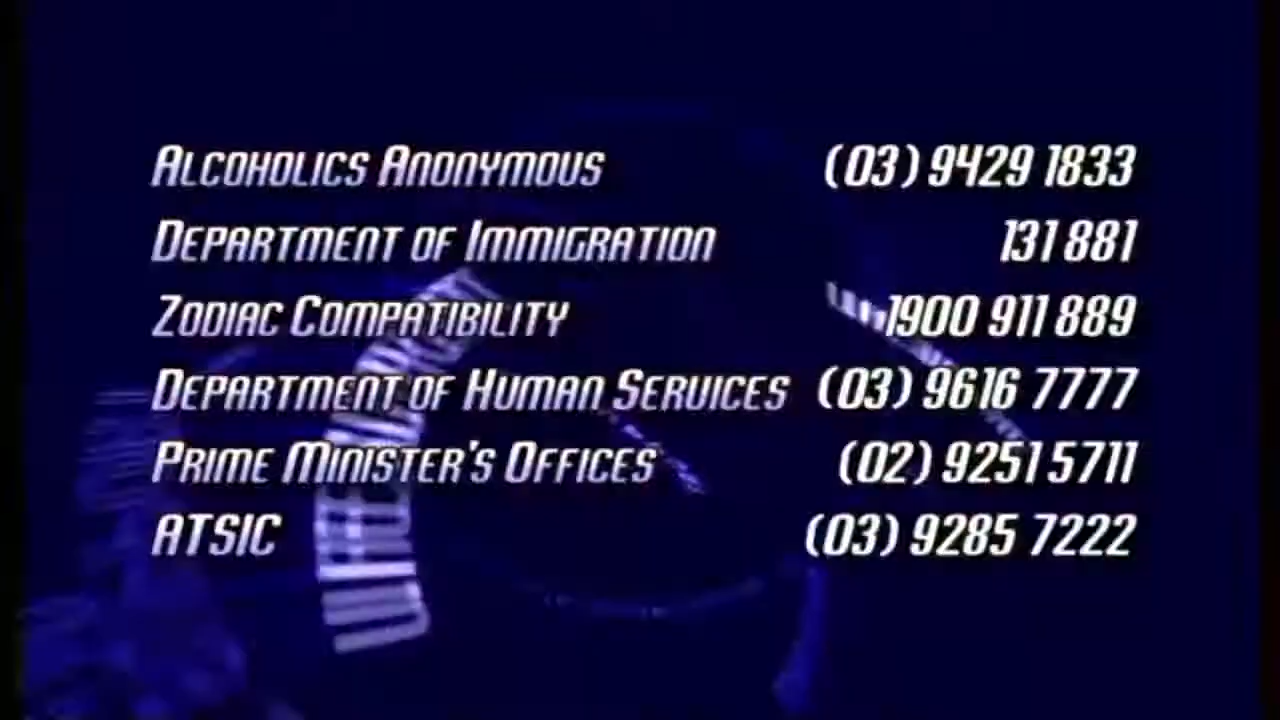 Alcoholics Anonymous (03) 9429 1833
Department of Immigration 131 881
Zodiac Compatibility 1900 911 889
Department of Human Services (03) 9616 7777
Prime Minister's Offices (02) 9251 5711
ATSIC (03) 9285 7222